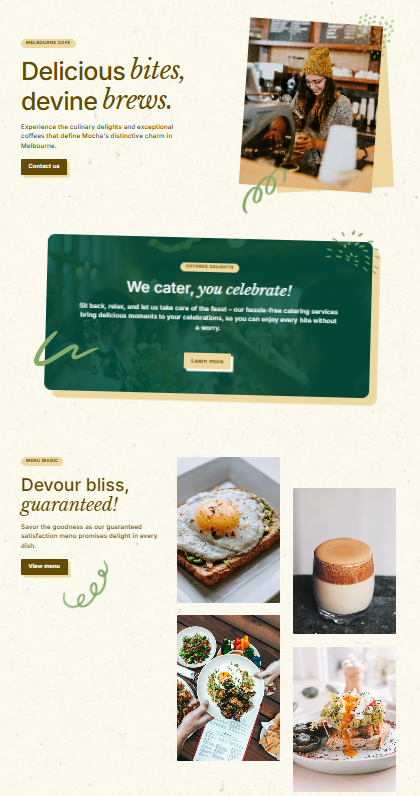 MELBOURNE CAFE
Delicious bites,
devine brews.
Experience the culinary delights and exceptional
coffees that define Mocha's distinctive charm in
Melbourne.
Contact us
CATERED DELIGHTS
We cater, you celebrate!
Sit back, relax, and let us take care of the feast – our hassle-free catering services
bring delicious moments to your celebrations, so you can enjoy every bite without
a worry.
Learn more
MENU MAGIC
Devour bliss,
guaranteed!
Savor the goodness as our guaranteed
satisfaction menu promises delight in every
dish.
View menu